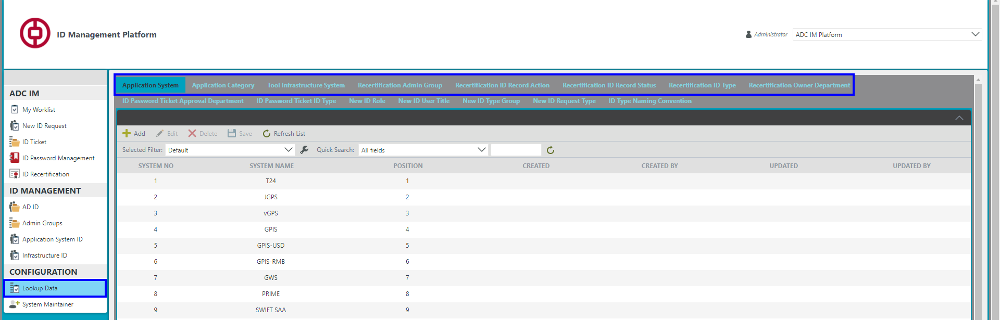 ID Management Platform
Administrator
ADC IM Platform
ADC IM
My Worklist
New ID Request
ID Ticket
ID Password Management
ID Recertification
ID MANAGEMENT
AD ID
Admin Groups
Application System ID
Infrastructure ID
CONFIGURATION
Lookup Data
System Maintainer
Application System Application Category Tool Infrastructure System Recertification Admin Group Recertification ID Record Action Recertification ID Record Status Recertification ID Type Recertification Owner Department
ID Password Ticket Approval Department ID Password Ticket ID Type New ID Role New ID User Title New ID Type Group New ID Request Type ID Type Naming Convention
Add Edit Delete Save Refresh List
Selected Filter: Default Quick Search: All fields
SYSTEM NO SYSTEM NAME POSITION CREATED CREATED BY UPDATED UPDATED BY
1 T24 1
2 JGPS 2
3 vGPS 3
4 GPIS 4
5 GPIS-USD 5
6 GPIS-RMB 6
7 GWS 7
8 PRIME 8
9 SWIFT SAA 9